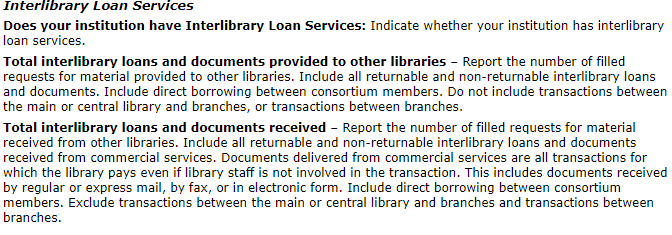 Interlibrary Loan Services
Does your institution have Interlibrary Loan Services: Indicate whether your institution has interlibrary
loan services.
Total interlibrary loans and documents provided to other libraries – Report the number of filled
requests for material provided to other libraries. Include all returnable and non-returnable interlibrary loans
and documents. Include direct borrowing between consortium members. Do not include transactions between
the main or central library and branches, or transactions between branches.
Total interlibrary loans and documents received – Report the number of filled requests for material
received from other libraries. Include all returnable and non-returnable interlibrary loans and documents
received from commercial services. Documents delivered from commercial services are all transactions for
which the library pays even if library staff is not involved in the transaction. This includes documents received
by regular or express mail, by fax, or in electronic form. Include direct borrowing between consortium
members. Exclude transactions between the main or central library and branches and transactions between
branches.